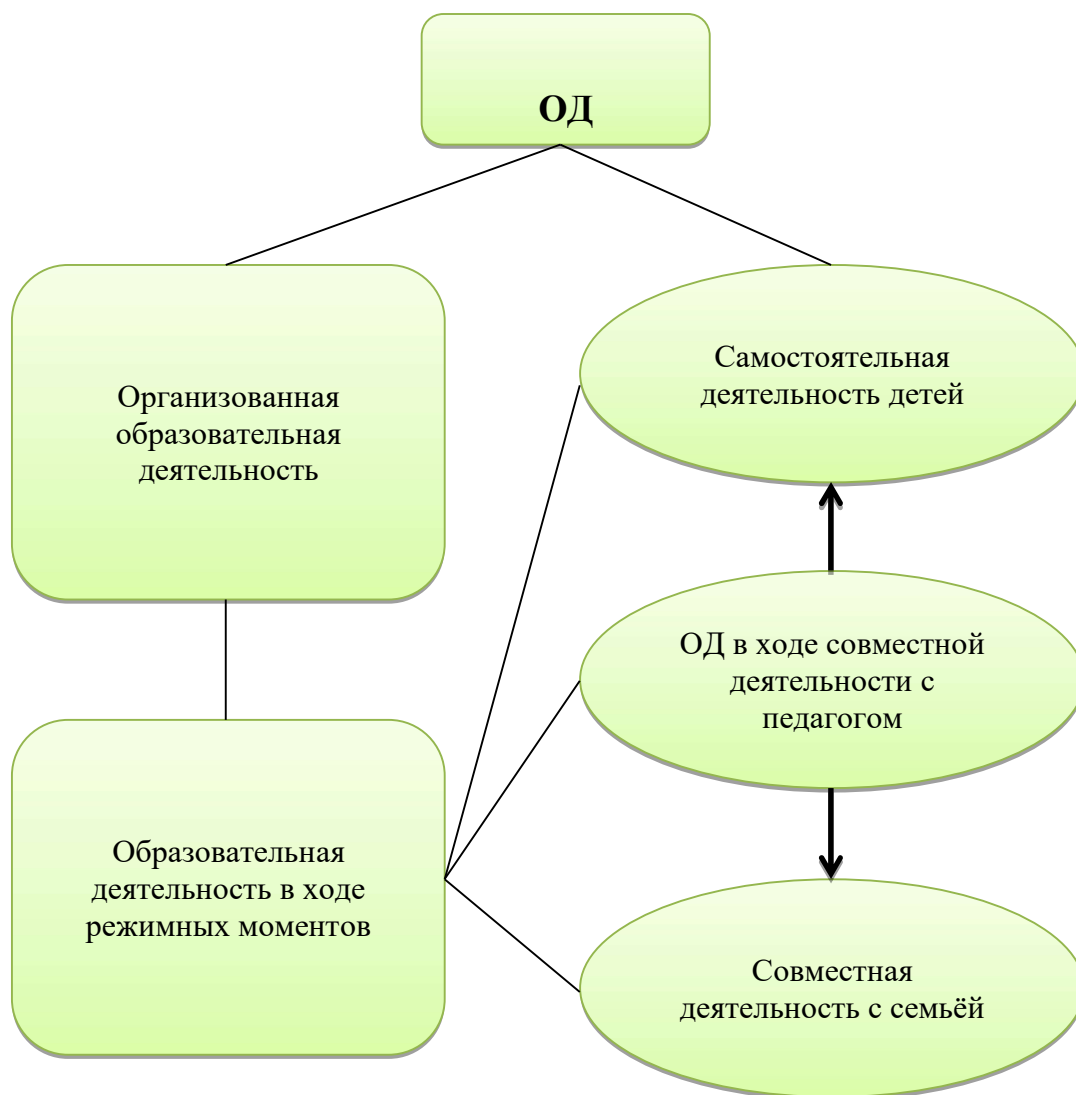 ОД
Организованная
образовательная
деятельность
Самостоятельная
деятельность детей
ОД в ходе совместной
деятельности с
педагогом
Образовательная
деятельность в ходе
режимных моментов
Совместная
деятельность с семьёй